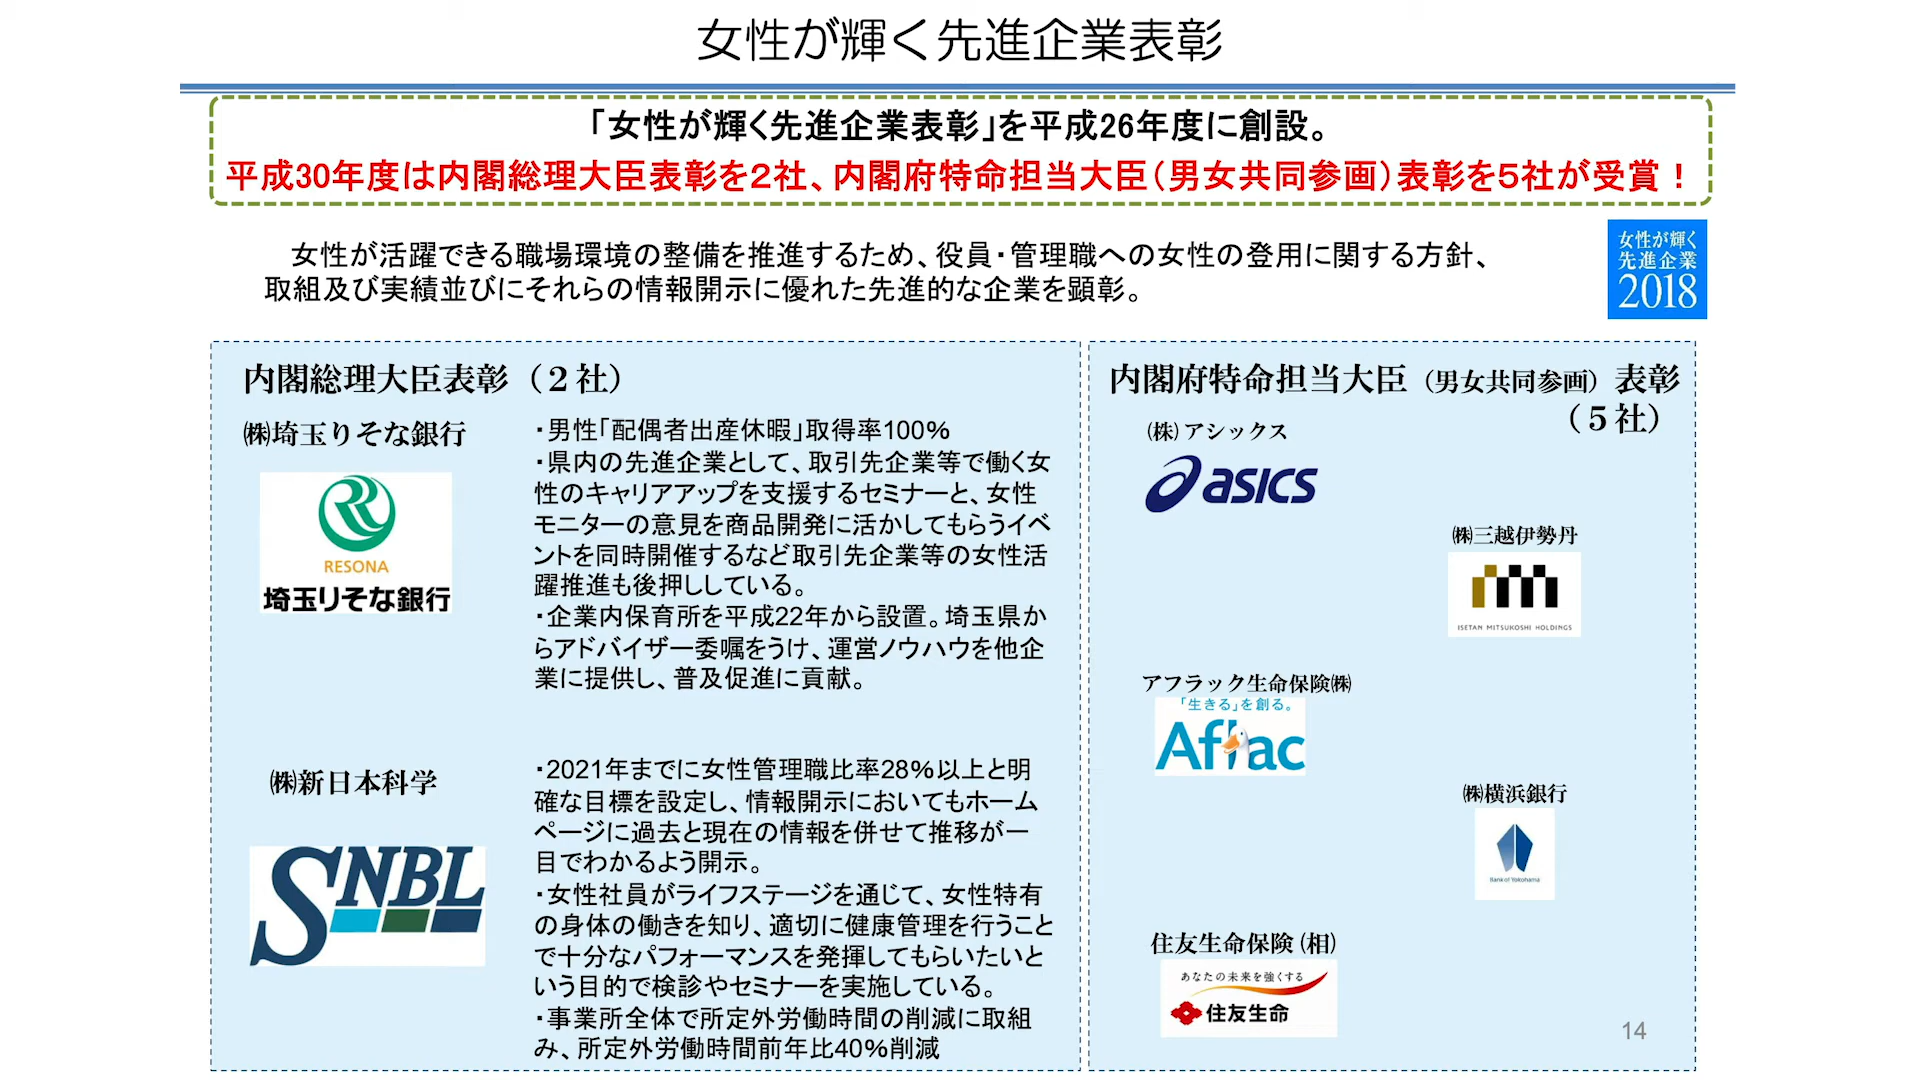 女性が輝く先進企業表彰
「女性が輝く先進企業表彰」を平成26年度に創設。
平成30年度は内閣総理大臣表彰を２社、内閣府特命担当大臣（男女共同参画）表彰を５社が受賞！
女性が活躍できる職場環境の整備を推進するため、役員・管理職への女性の登用に関する方針、
取組及び実績並びにそれらの情報開示に優れた先進的な企業を顕彰。
女性が輝く
先進企業
2018
内閣総理大臣表彰（２社）
㈱埼玉りそな銀行
RESONA
埼玉りそな銀行
・男性「配偶者出産休暇」取得率100%
・県内の先進企業として、取引先企業等で働く女
性のキャリアアップを支援するセミナーと、女性
モニターの意見を商品開発に活かしてもらうイベ
ントを同時開催するなど取引先企業等の女性活
躍推進も後押ししている。
・企業内保育所を平成22年から設置。埼玉県か
らアドバイザー委嘱をうけ、運営ノウハウを他企
業に提供し、普及促進に貢献。
㈱新日本科学
SNBL
・2021年までに女性管理職比率28%以上と明
確な目標を設定し、情報開示においてもホーム
ページに過去と現在の情報を併せて推移が一
目でわかるよう開示。
・女性社員がライフステージを通じて、女性特有
の身体の働きを知り、適切に健康管理を行うこと
で十分なパフォーマンスを発揮してもらいたいと
いう目的で検診やセミナーを実施している。
・事業所全体で所定外労働時間の削減に取組
み、所定外労働時間前年比40%削減
内閣府特命担当大臣（男女共同参画）表彰
（５社）
（株）アシックス
asics
㈱三越伊勢丹
ISETAN MITSUKOSHI HOLDINGS
アフラック生命保険㈱
「生きる」を創る。
Aflac
㈱横浜銀行
Bank of Yokohama
住友生命保険（相）
あなたの未来を強くする
住友生命
14